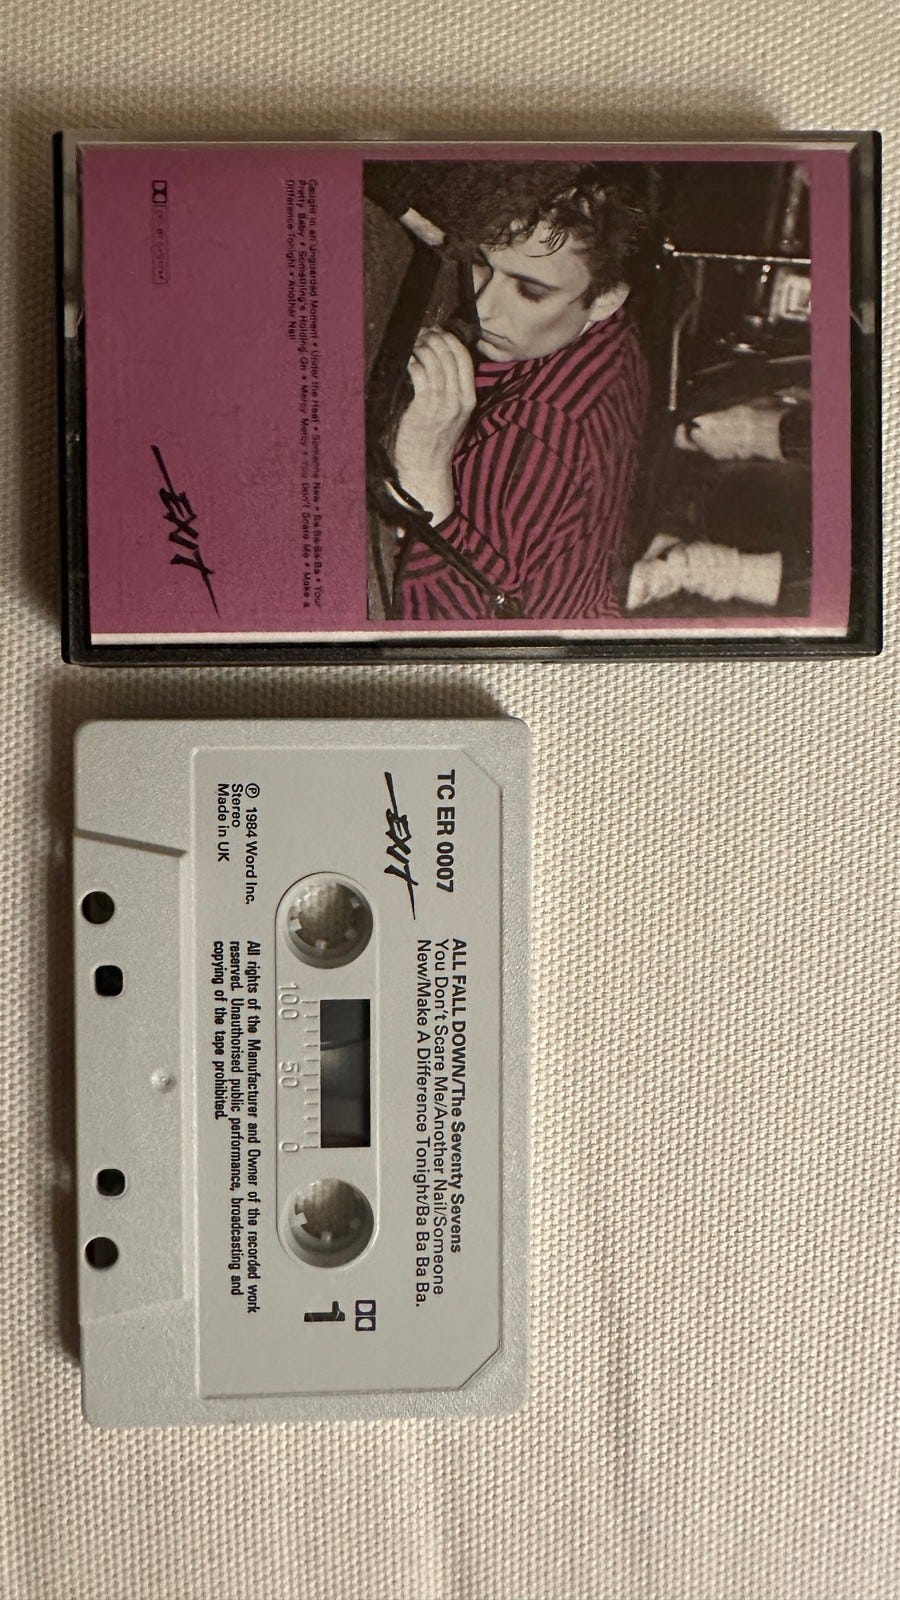 Caught in an Unguarded Moment • Under the Heel • Someone New • Ba-Ba-Ba-Ba • Your
Pretty Baby • Something's Holding On • Mercy Mercy • You Don't Scare Me • Make a
Difference Tonight • Another Nail
EXIT
TC ER 0007
EXIT
ALL FALL DOWN/The Seventy Sevens
You Don't Scare Me/Another Nail/Someone
New/Make A Difference Tonight/Ba Ba Ba Ba.
100 50 0
1
℗ 1984 Word Inc.
Stereo
Made in UK
All rights of the Manufacturer and Owner of the recorded work
reserved. Unauthorised public performance, broadcasting and
copying of the tape prohibited.